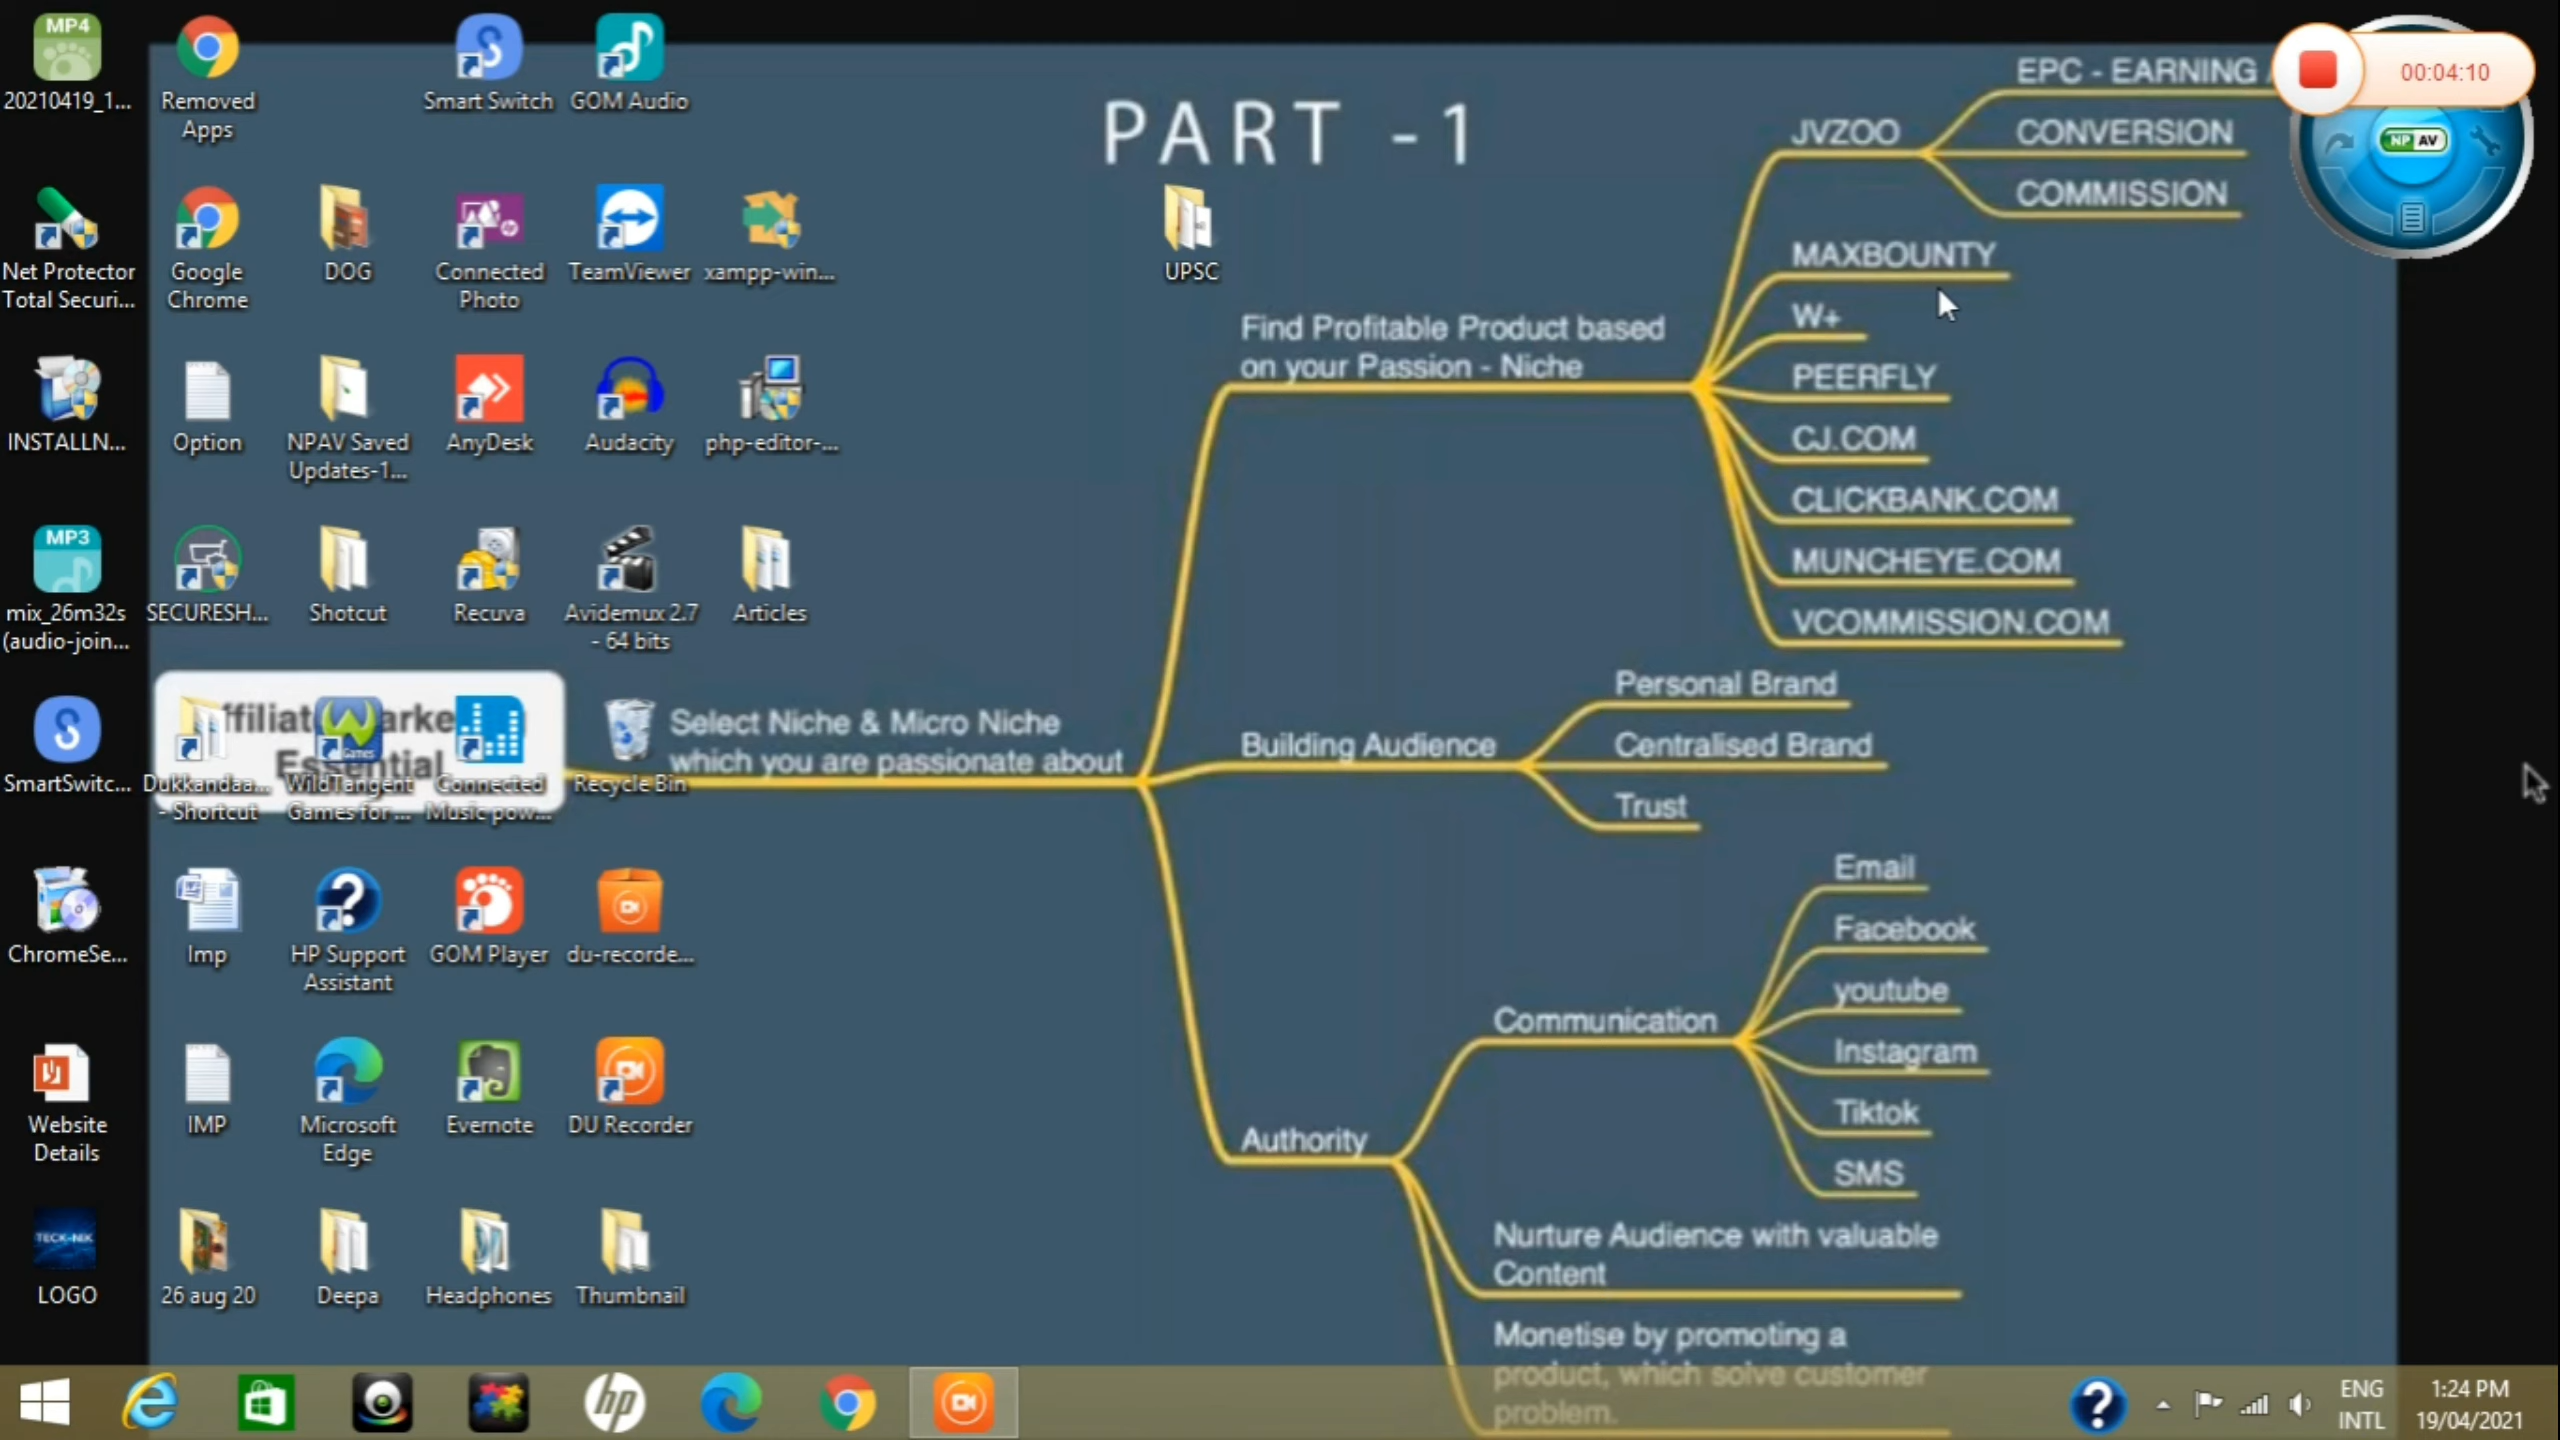 MP4
20210419_1...
Removed
Apps
Smart Switch
GOM Audio
PART -1
EPC - EARNING
00:04:10
JVZOO
CONVERSION
COMMISSION
NP AV
Net Protector
Total Securi...
Google
Chrome
DOG
Connected
Photo
TeamViewer
xampp-win...
UPSC
MAXBOUNTY
W+
Find Profitable Product based
on your Passion - Niche
PEERFLY
CJ.COM
CLICKBANK.COM
MUNCHEYE.COM
VCOMMISSION.COM
INSTALLN...
Option
NPAV Saved
Updates-1...
AnyDesk
Audacity
php-editor-...
MP3
mix_26m32s
(audio-join...
SECURESH...
Shotcut
Recuva
Avidemux 2.7
- 64 bits
Articles
SmartSwitc...
Dukkandaa...
- Shortcut
WildTangent
Games for ...
Connected
Music pow...
Recycle Bin
Essential
Select Niche & Micro Niche
which you are passionate about
Building Audience
Personal Brand
Centralised Brand
Trust
ChromeSe...
Imp
HP Support
Assistant
GOM Player
du-recorde...
Email
Facebook
youtube
Instagram
Tiktok
SMS
Communication
Authority
Nurture Audience with valuable
Content
Monetise by promoting a
product, which solve customer
problem.
Website
Details
IMP
Microsoft
Edge
Evernote
DU Recorder
TECK-NIK
LOGO
26 aug 20
Deepa
Headphones
Thumbnail
hp
ENG
INTL
1:24 PM
19/04/2021